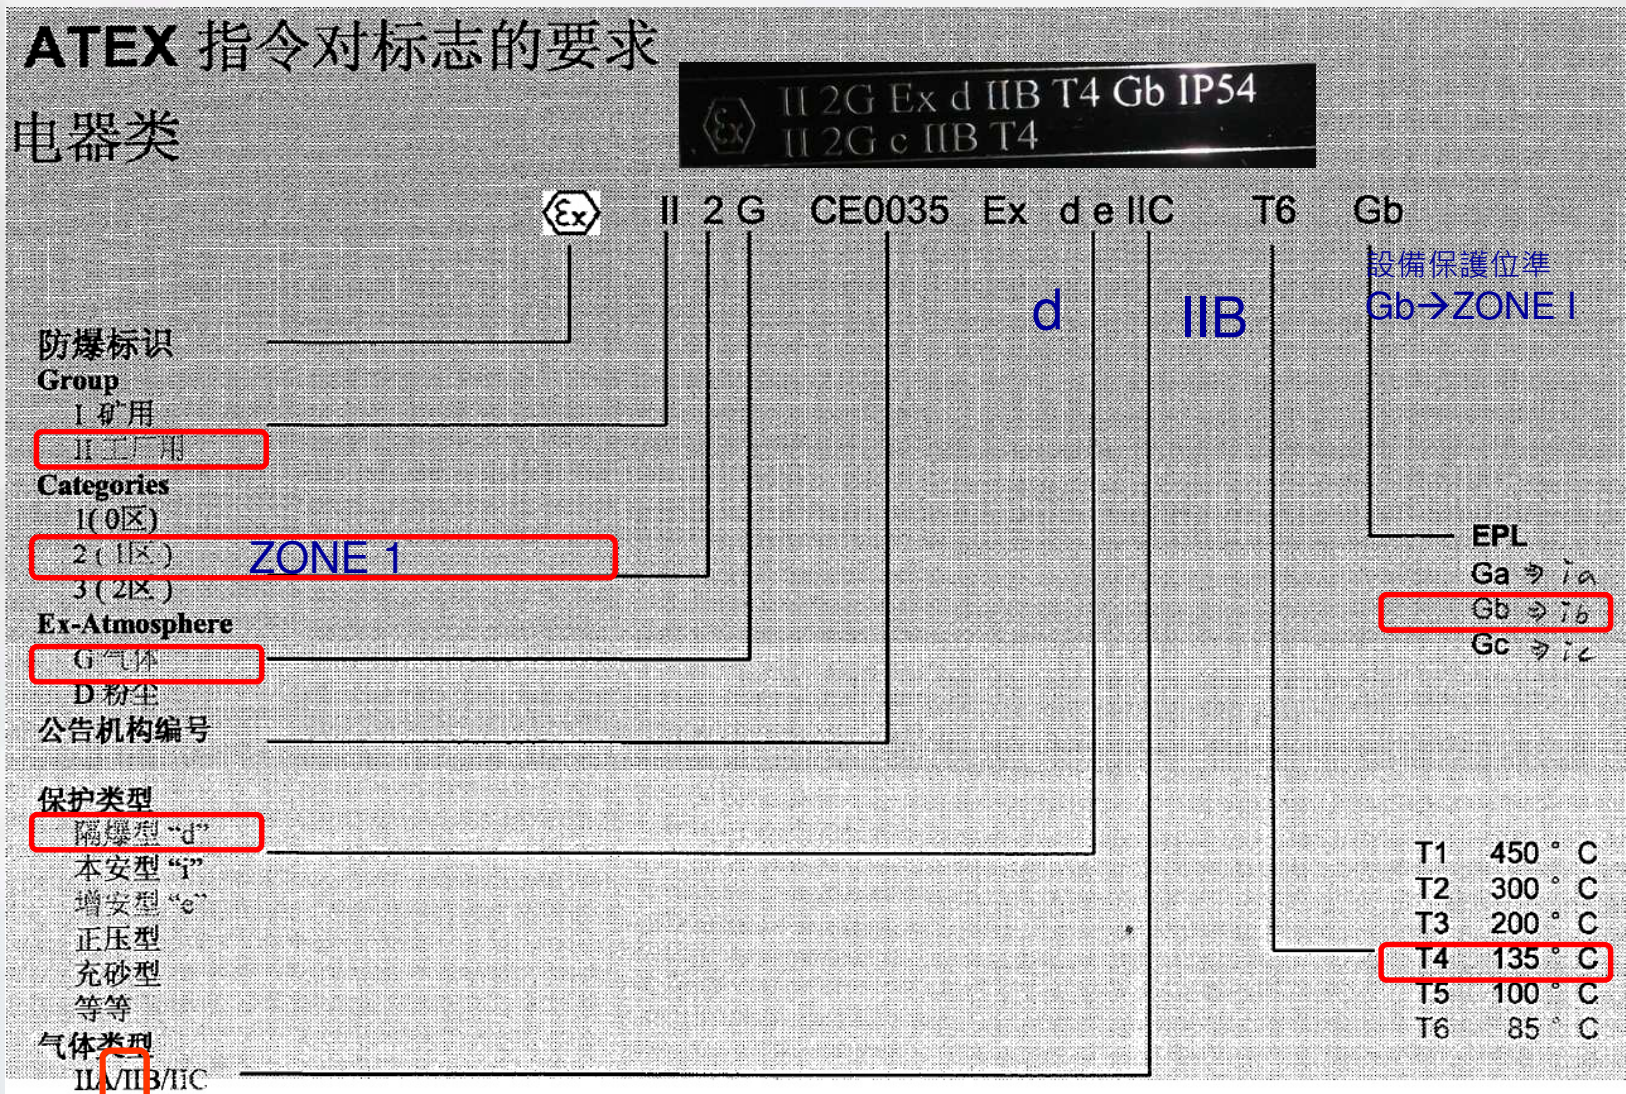 ATEX 指令对标志的要求
电器类
Ex II 2G Ex d IIB T4 Gb IP54
II 2G c IIB T4
Ex II 2 G CE0035 Ex d e IIC T6 Gb
設備保護位準
d IIB Gb→ZONE I
防爆标识
Group
I 矿用
II 工厂用
Categories
1( 0区)
2 ( 1区 ) ZONE 1
3 ( 2区 )
Ex-Atmosphere
G 气体
D 粉尘
公告机构编号
保护类型
隔爆型 “d”
本安型 “i”
增安型 “e”
正压型
充砂型
等等
气体类型
IIA/IIB/IIC
EPL
Ga ⇒ ia
Gb ⇒ ib
Gc ⇒ ic
T1 450 ° C
T2 300 ° C
T3 200 ° C
T4 135 ° C
T5 100 ° C
T6 85 ° C